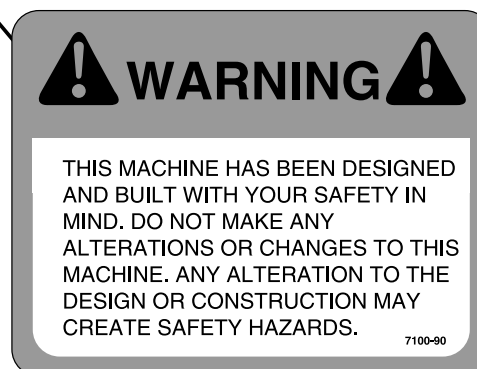 WARNING
THIS MACHINE HAS BEEN DESIGNED
AND BUILT WITH YOUR SAFETY IN
MIND. DO NOT MAKE ANY
ALTERATIONS OR CHANGES TO THIS
MACHINE. ANY ALTERATION TO THE
DESIGN OR CONSTRUCTION MAY
CREATE SAFETY HAZARDS.
7100-90